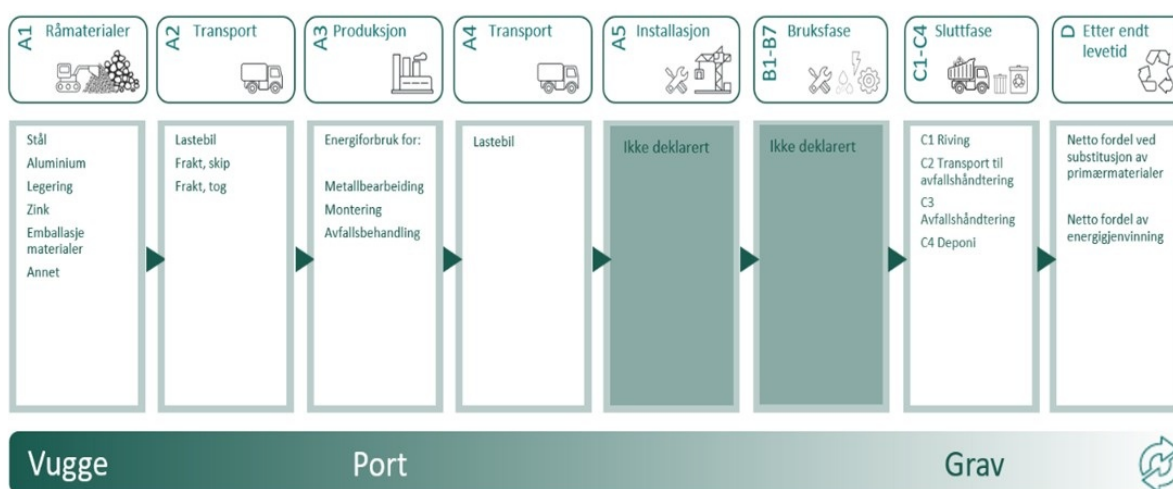 A1 Råmaterialer
A2 Transport
A3 Produksjon
A4 Transport
A5 Installasjon
B1-B7 Bruksfase
C1-C4 Sluttfase
D Etter endt
levetid
Stål
Aluminium
Legering
Zink
Emballasje
materialer
Annet
Lastebil
Frakt, skip
Frakt, tog
Energiforbruk for:
Metallbearbeiding
Montering
Avfallsbehandling
Lastebil
Ikke deklarert
Ikke deklarert
C1 Riving
C2 Transport til
avfallshåndtering
C3
Avfallshåndtering
C4 Deponi
Netto fordel ved
substitusjon av
primærmaterialer
Netto fordel av
energigjenvinning
Vugge
Port
Grav